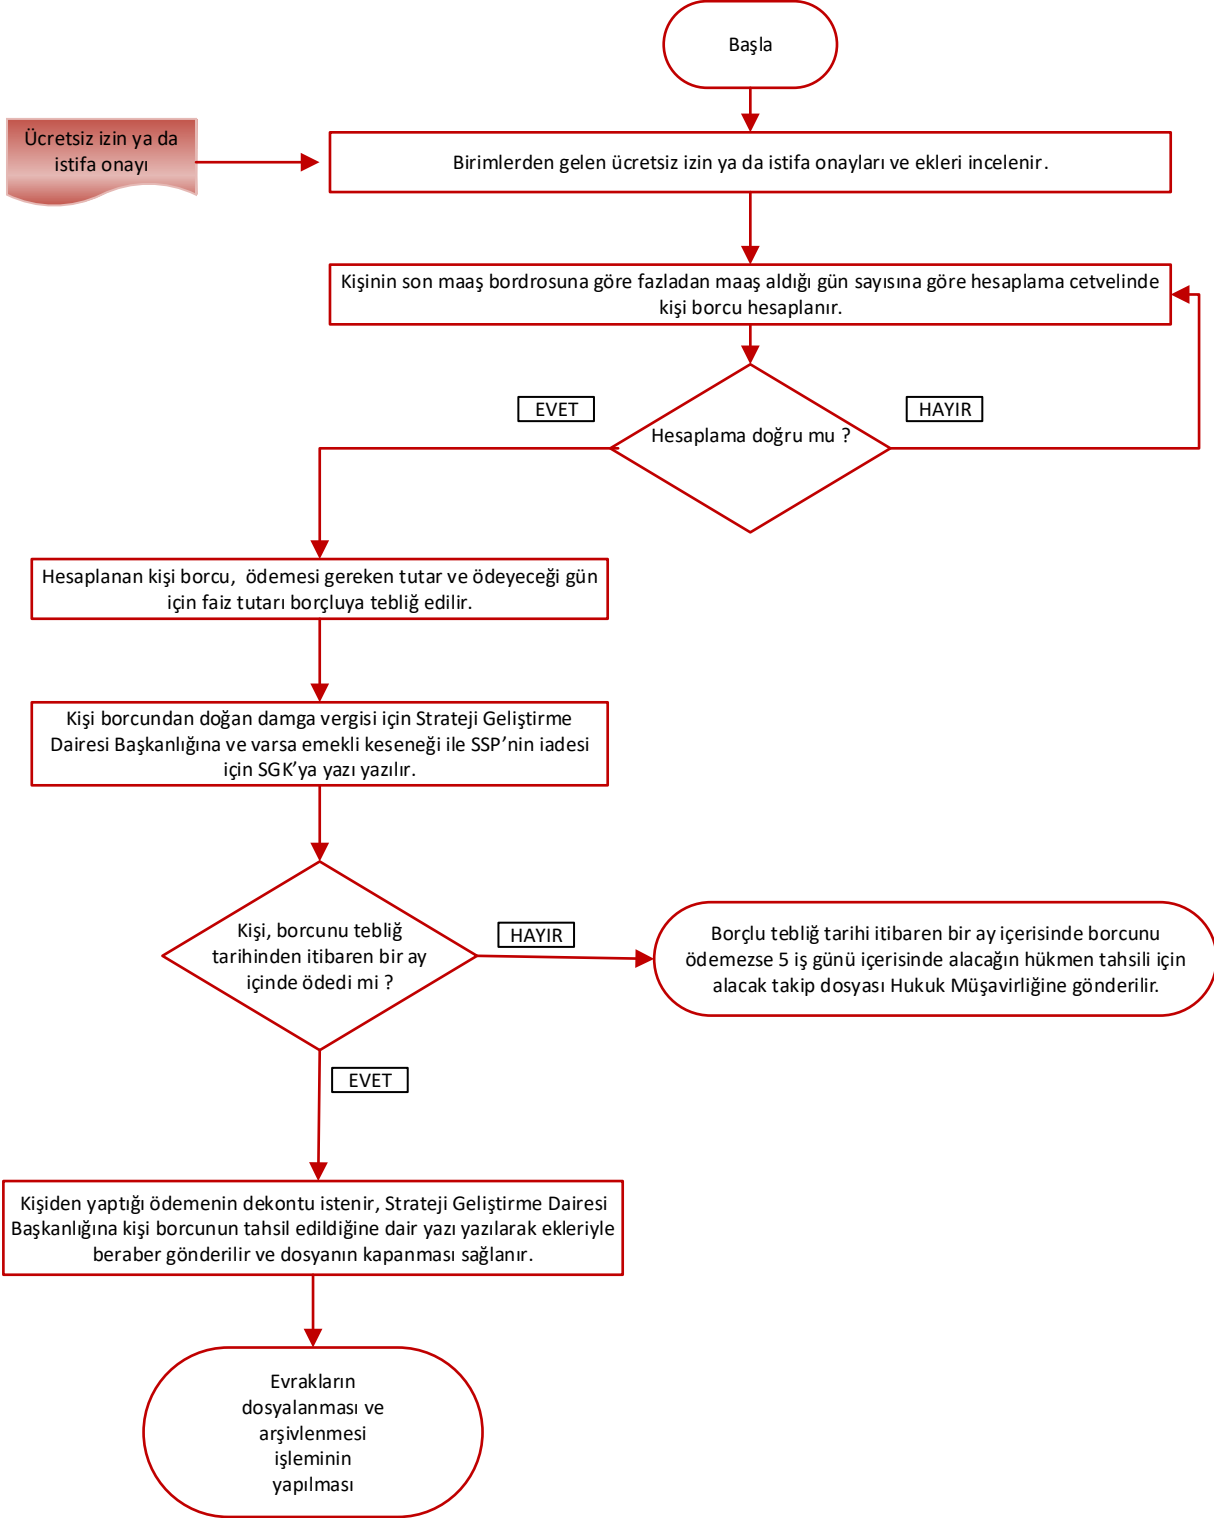 Başla
Ücretsiz izin ya da
istifa onayı
Birimlerden gelen ücretsiz izin ya da istifa onayları ve ekleri incelenir.
Kişinin son maaş bordrosuna göre fazladan maaş aldığı gün sayısına göre hesaplama cetvelinde
kişi borcu hesaplanır.
EVET
HAYIR
Hesaplama doğru mu ?
Hesaplanan kişi borcu, ödemesi gereken tutar ve ödeyeceği gün
için faiz tutarı borçluya tebliğ edilir.
Kişi borcundan doğan damga vergisi için Strateji Geliştirme
Dairesi Başkanlığına ve varsa emekli keseneği ile SSP’nin iadesi
için SGK’ya yazı yazılır.
Kişi, borcunu tebliğ
tarihinden itibaren bir ay
içinde ödedi mi ?
HAYIR
Borçlu tebliğ tarihi itibaren bir ay içerisinde borcunu
ödemezse 5 iş günü içerisinde alacağın hükmen tahsili için
alacak takip dosyası Hukuk Müşavirliğine gönderilir.
EVET
Kişiden yaptığı ödemenin dekontu istenir, Strateji Geliştirme Dairesi
Başkanlığına kişi borcunun tahsil edildiğine dair yazı yazılarak ekleriyle
beraber gönderilir ve dosyanın kapanması sağlanır.
Evrakların
dosyalanması ve
arşivlenmesi
işleminin
yapılması